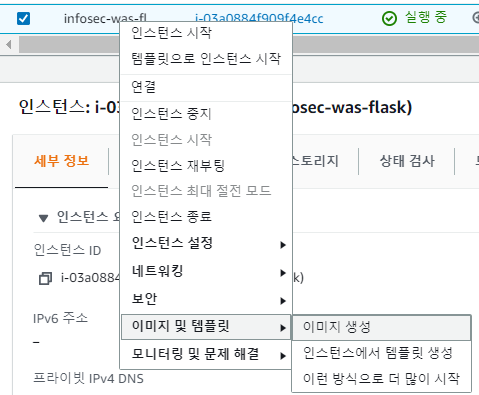 infosec-was-fl
i-03a0884f909f4e4cc
실행 중
인스턴스 시작
템플릿으로 인스턴스 시작
연결
인스턴스: i-03
osec-was-flask)
인스턴스 중지
인스턴스 시작
세부 정보
인스턴스 재부팅
스토리지
상태 검사
인스턴스 최대 절전 모드
인스턴스 요
인스턴스 종료
인스턴스 ID
인스턴스 설정
네트워킹
i-03a0884
k)
보안
IPv6 주소
이미지 및 템플릿
이미지 생성
–
모니터링 및 문제 해결
인스턴스에서 템플릿 생성
프라이빗 IPv4 DNS
이런 방식으로 더 많이 시작